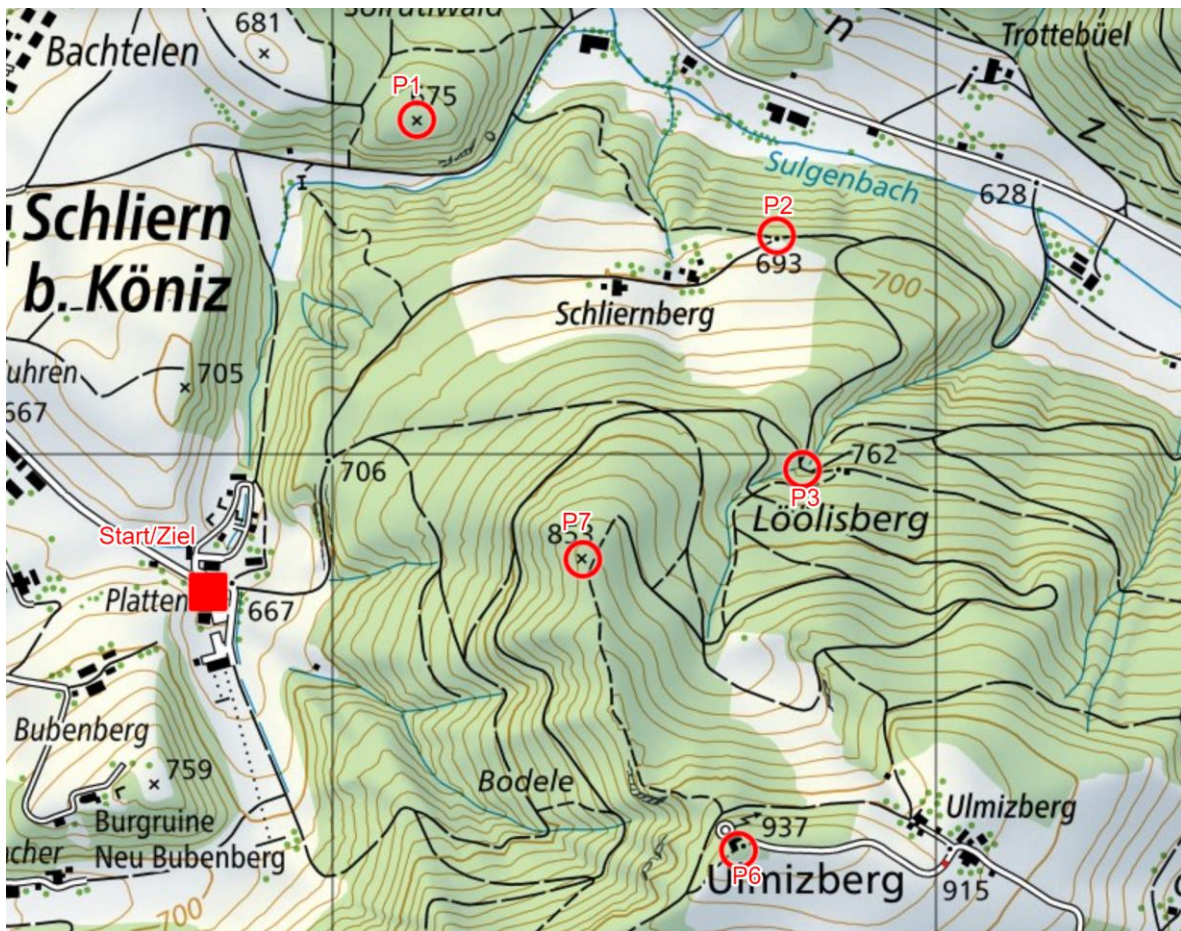 681
Bachtelen
Trottebüel
P1
675
Sulgenbach
628
Schliern
b. Köniz
P2
693
700
Schliernberg
705
667
706
762
P3
Löölisberg
Start/Ziel
P7
853
Platten
667
Bubenberg
759
Bodele
Burgruine
Neu Bubenberg
937
P6
Ulmizberg
Ulmizberg
915
700